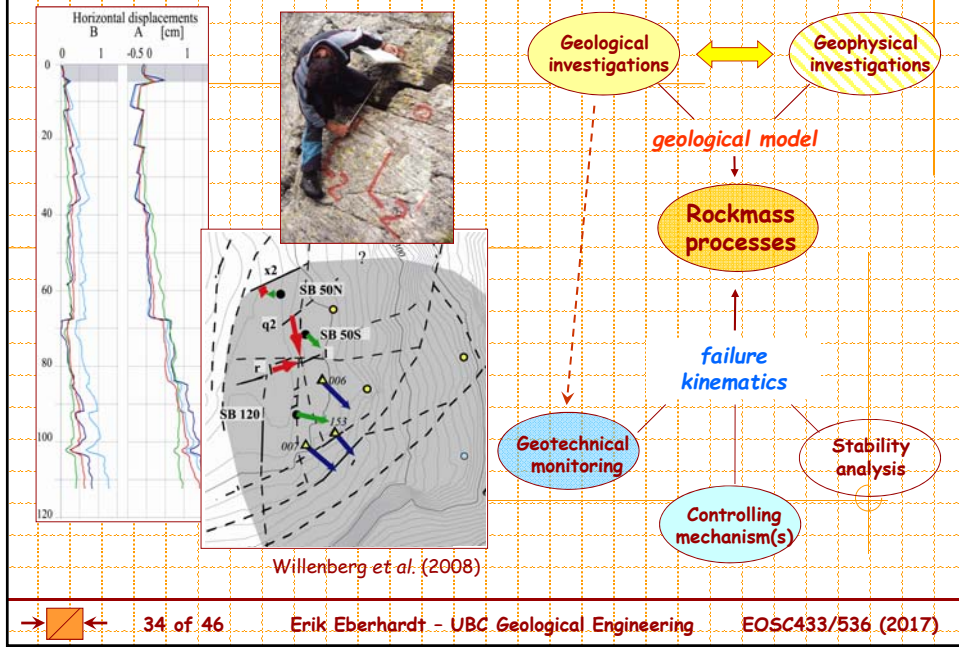 Horizontal displacements
B A [cm]
0 1 -0.5 0 1
0
20
40
60
80
100
120
?
300
x2
SB 50N
q2
SB 50S
r
006
SB 120
153
007
Willenberg et al. (2008)
Geological
investigations
Geophysical
investigations
geological model
Rockmass
processes
failure
kinematics
Geotechnical
monitoring
Stability
analysis
Controlling
mechanism(s)
34 of 46 Erik Eberhardt – UBC Geological Engineering EOSC433/536 (2017)